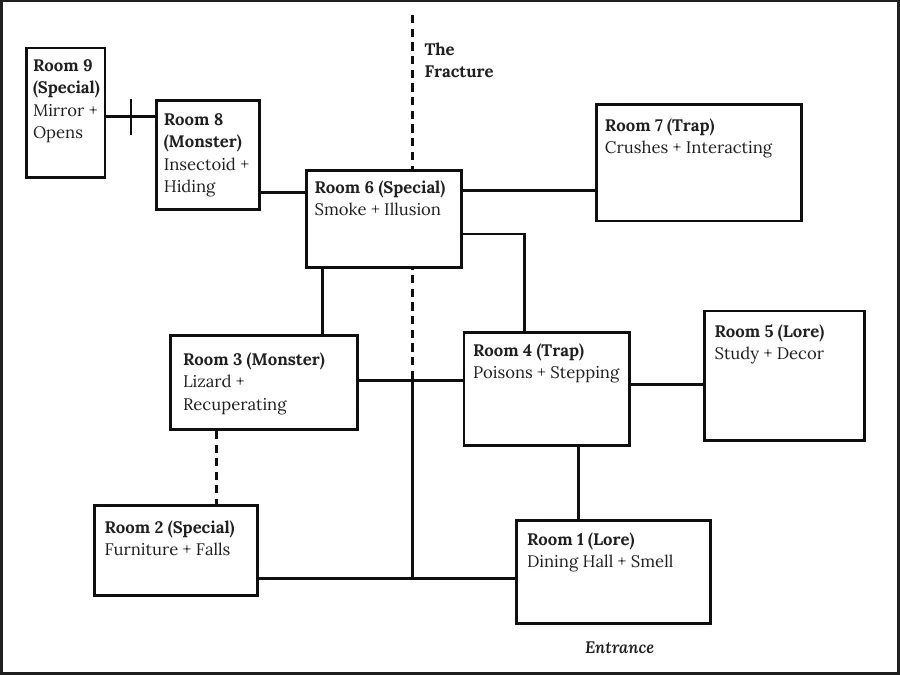 The
Fracture
Room 9
(Special)
Mirror +
Opens
Room 8
(Monster)
Insectoid +
Hiding
Room 7 (Trap)
Crushes + Interacting
Room 6 (Special)
Smoke + Illusion
Room 5 (Lore)
Study + Decor
Room 3 (Monster)
Lizard +
Recuperating
Room 4 (Trap)
Poisons + Stepping
Room 2 (Special)
Furniture + Falls
Room 1 (Lore)
Dining Hall + Smell
Entrance